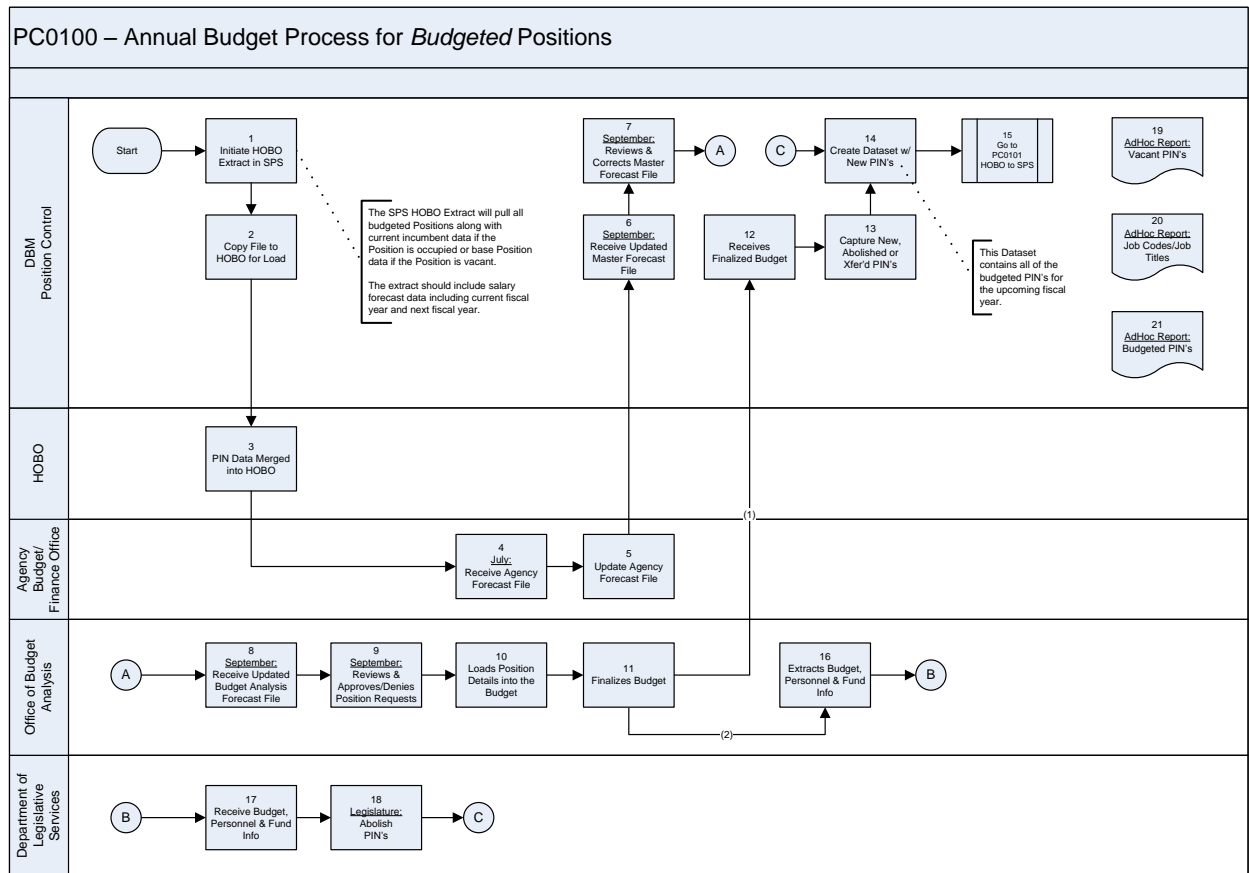 PC0100 – Annual Budget Process for Budgeted Positions
DBM
Position Control
Start
1
Initiate HOBO
Extract in SPS
2
Copy File to
HOBO for Load
The SPS HOBO Extract will pull all
budgeted Positions along with
current incumbent data if the
Position is occupied or base Position
data if the Position is vacant.
The extract should include salary
forecast data including current fiscal
year and next fiscal year.
7
September:
Reviews &
Corrects Master
Forecast File
A
6
September:
Receive Updated
Master Forecast
File
C
14
Create Dataset w/
New PIN's
15
Go to
PC0101
HOBO to SPS
12
Receives
Finalized Budget
13
Capture New,
Abolished or
Xfer'd PIN's
This Dataset
contains all of the
budgeted PIN's for
the upcoming fiscal
year.
19
AdHoc Report:
Vacant PIN's
20
AdHoc Report:
Job Codes/Job
Titles
21
AdHoc Report:
Budgeted PIN's
HOBO
3
PIN Data Merged
into HOBO
(1)
Agency
Budget/
Finance Office
4
July:
Receive Agency
Forecast File
5
Update Agency
Forecast File
Office of Budget
Analysis
A
8
September:
Receive Updated
Budget Analysis
Forecast File
9
September:
Reviews &
Approves/Denies
Position Requests
10
Loads Position
Details into the
Budget
11
Finalizes Budget
(2)
16
Extracts Budget,
Personnel & Fund
Info
B
Department of
Legislative
Services
B
17
Receive Budget,
Personnel & Fund
Info
18
Legislature:
Abolish
PIN's
C